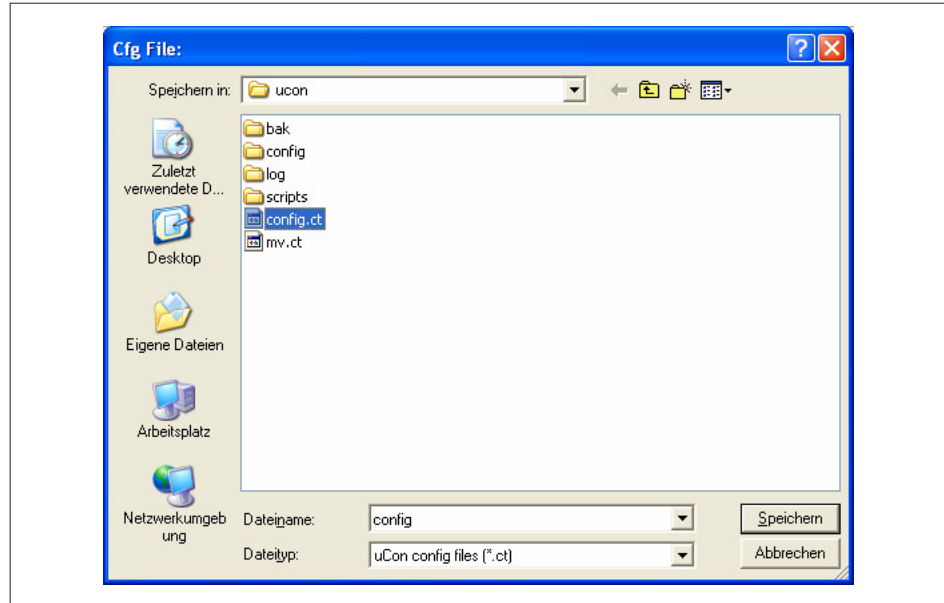 Cfg File:
Speichern in:
ucon
Zuletzt
verwendete D...
Desktop
Eigene Dateien
Arbeitsplatz
Netzwerkumgeb
ung
bak
config
log
scripts
config.ct
mv.ct
Dateiname:
config
Speichern
Dateityp:
uCon config files (*.ct)
Abbrechen